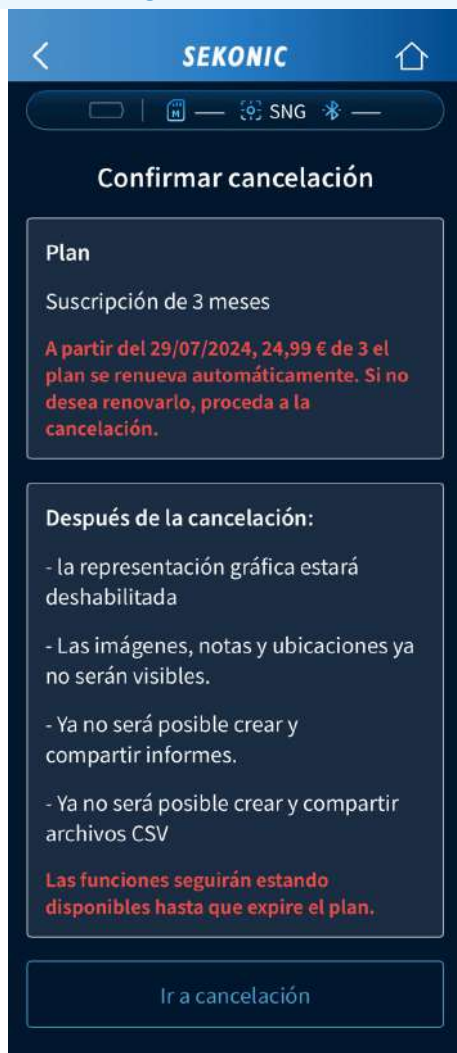 SEKONIC
M — SNG —
Confirmar cancelación
Plan
Suscripción de 3 meses
A partir del 29/07/2024, 24,99 € de 3 el
plan se renueva automáticamente. Si no
desea renovarlo, proceda a la
cancelación.
Después de la cancelación:
- la representación gráfica estará
deshabilitada
- Las imágenes, notas y ubicaciones ya
no serán visibles.
- Ya no será posible crear y
compartir informes.
- Ya no será posible crear y compartir
archivos CSV
Las funciones seguirán estando
disponibles hasta que expire el plan.
Ir a cancelación